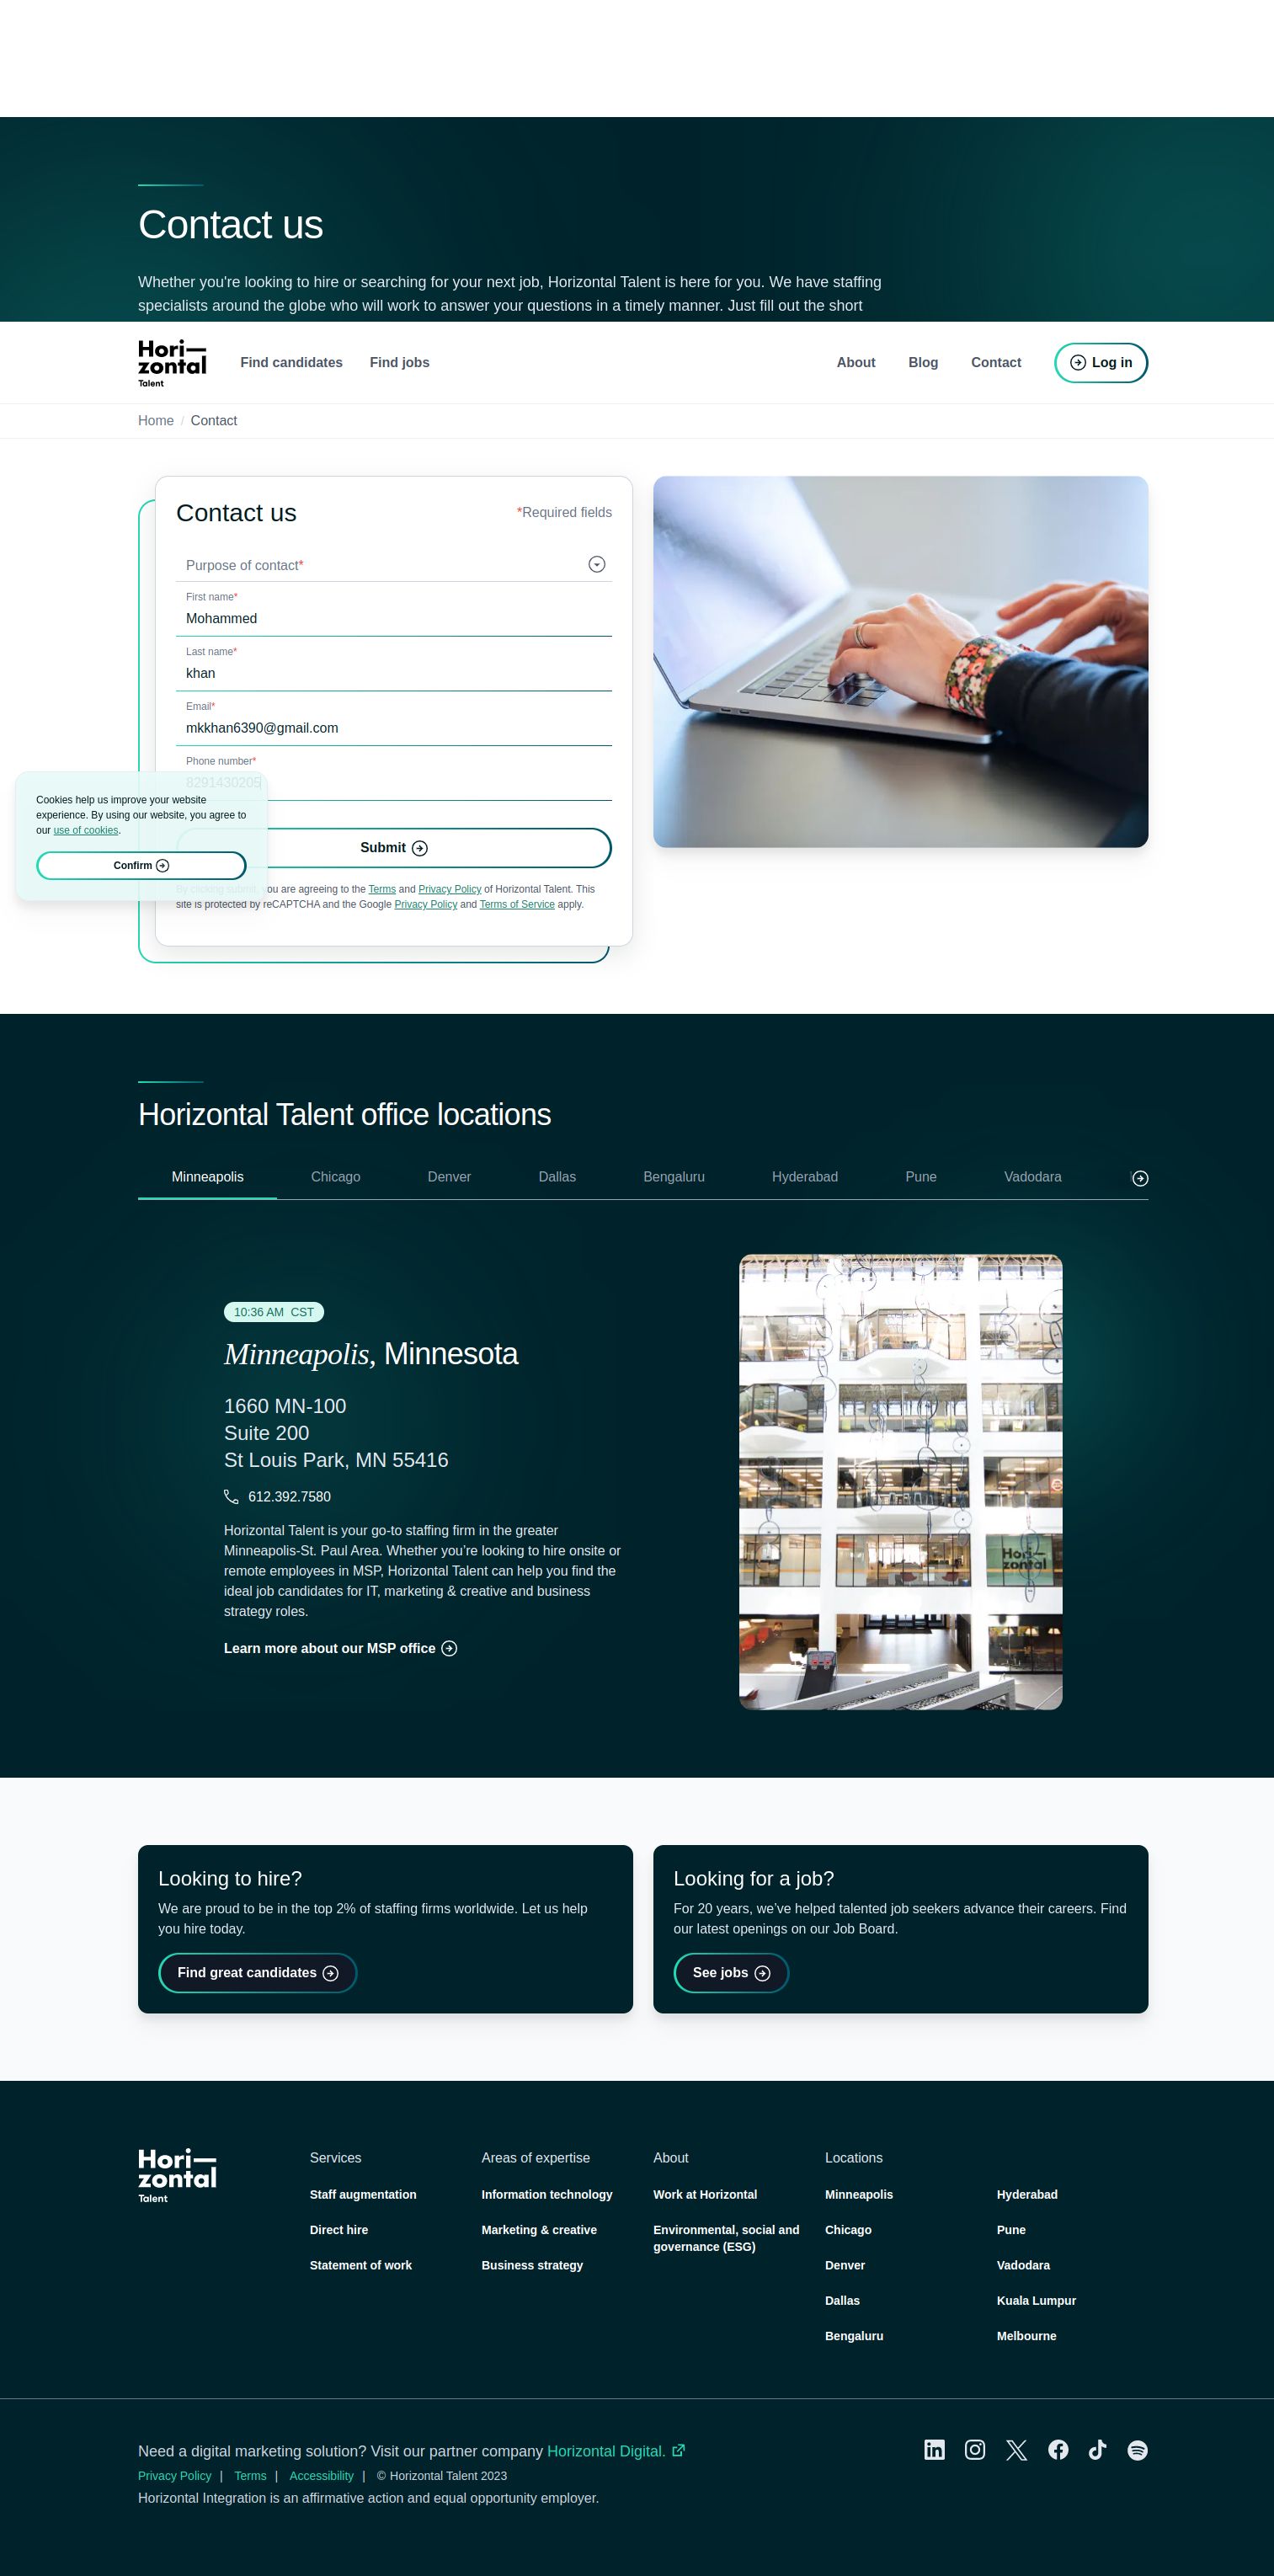 Contact us
Whether you're looking to hire or searching for your next job, Horizontal Talent is here for you. We have staffing
specialists around the globe who will work to answer your questions in a timely manner. Just fill out the short
Hori—
zontal
Talent
Find candidates
Find jobs
About
Blog
Contact
Log in
Home / Contact
Contact us
*Required fields
Purpose of contact*
First name*
Mohammed
Last name*
khan
Email*
mkkhan6390@gmail.com
Phone number*
8291430205
Cookies help us improve your website
experience. By using our website, you agree to
our use of cookies.
Confirm
Submit
By clicking submit, you are agreeing to the Terms and Privacy Policy of Horizontal Talent. This
site is protected by reCAPTCHA and the Google Privacy Policy and Terms of Service apply.
Horizontal Talent office locations
Minneapolis
Chicago
Denver
Dallas
Bengaluru
Hyderabad
Pune
Vadodara
10:36 AM CST
Minneapolis, Minnesota
1660 MN-100
Suite 200
St Louis Park, MN 55416
612.392.7580
Horizontal Talent is your go-to staffing firm in the greater
Minneapolis-St. Paul Area. Whether you’re looking to hire onsite or
remote employees in MSP, Horizontal Talent can help you find the
ideal job candidates for IT, marketing & creative and business
strategy roles.
Learn more about our MSP office
Hori—
zontal
Looking to hire?
We are proud to be in the top 2% of staffing firms worldwide. Let us help
you hire today.
Find great candidates
Looking for a job?
For 20 years, we’ve helped talented job seekers advance their careers. Find
our latest openings on our Job Board.
See jobs
Hori—
zontal
Talent
Services
Staff augmentation
Direct hire
Statement of work
Areas of expertise
Information technology
Marketing & creative
Business strategy
About
Work at Horizontal
Environmental, social and
governance (ESG)
Locations
Minneapolis
Chicago
Denver
Dallas
Bengaluru
Hyderabad
Pune
Vadodara
Kuala Lumpur
Melbourne
Need a digital marketing solution? Visit our partner company Horizontal Digital.
Privacy Policy | Terms | Accessibility | © Horizontal Talent 2023
Horizontal Integration is an affirmative action and equal opportunity employer.